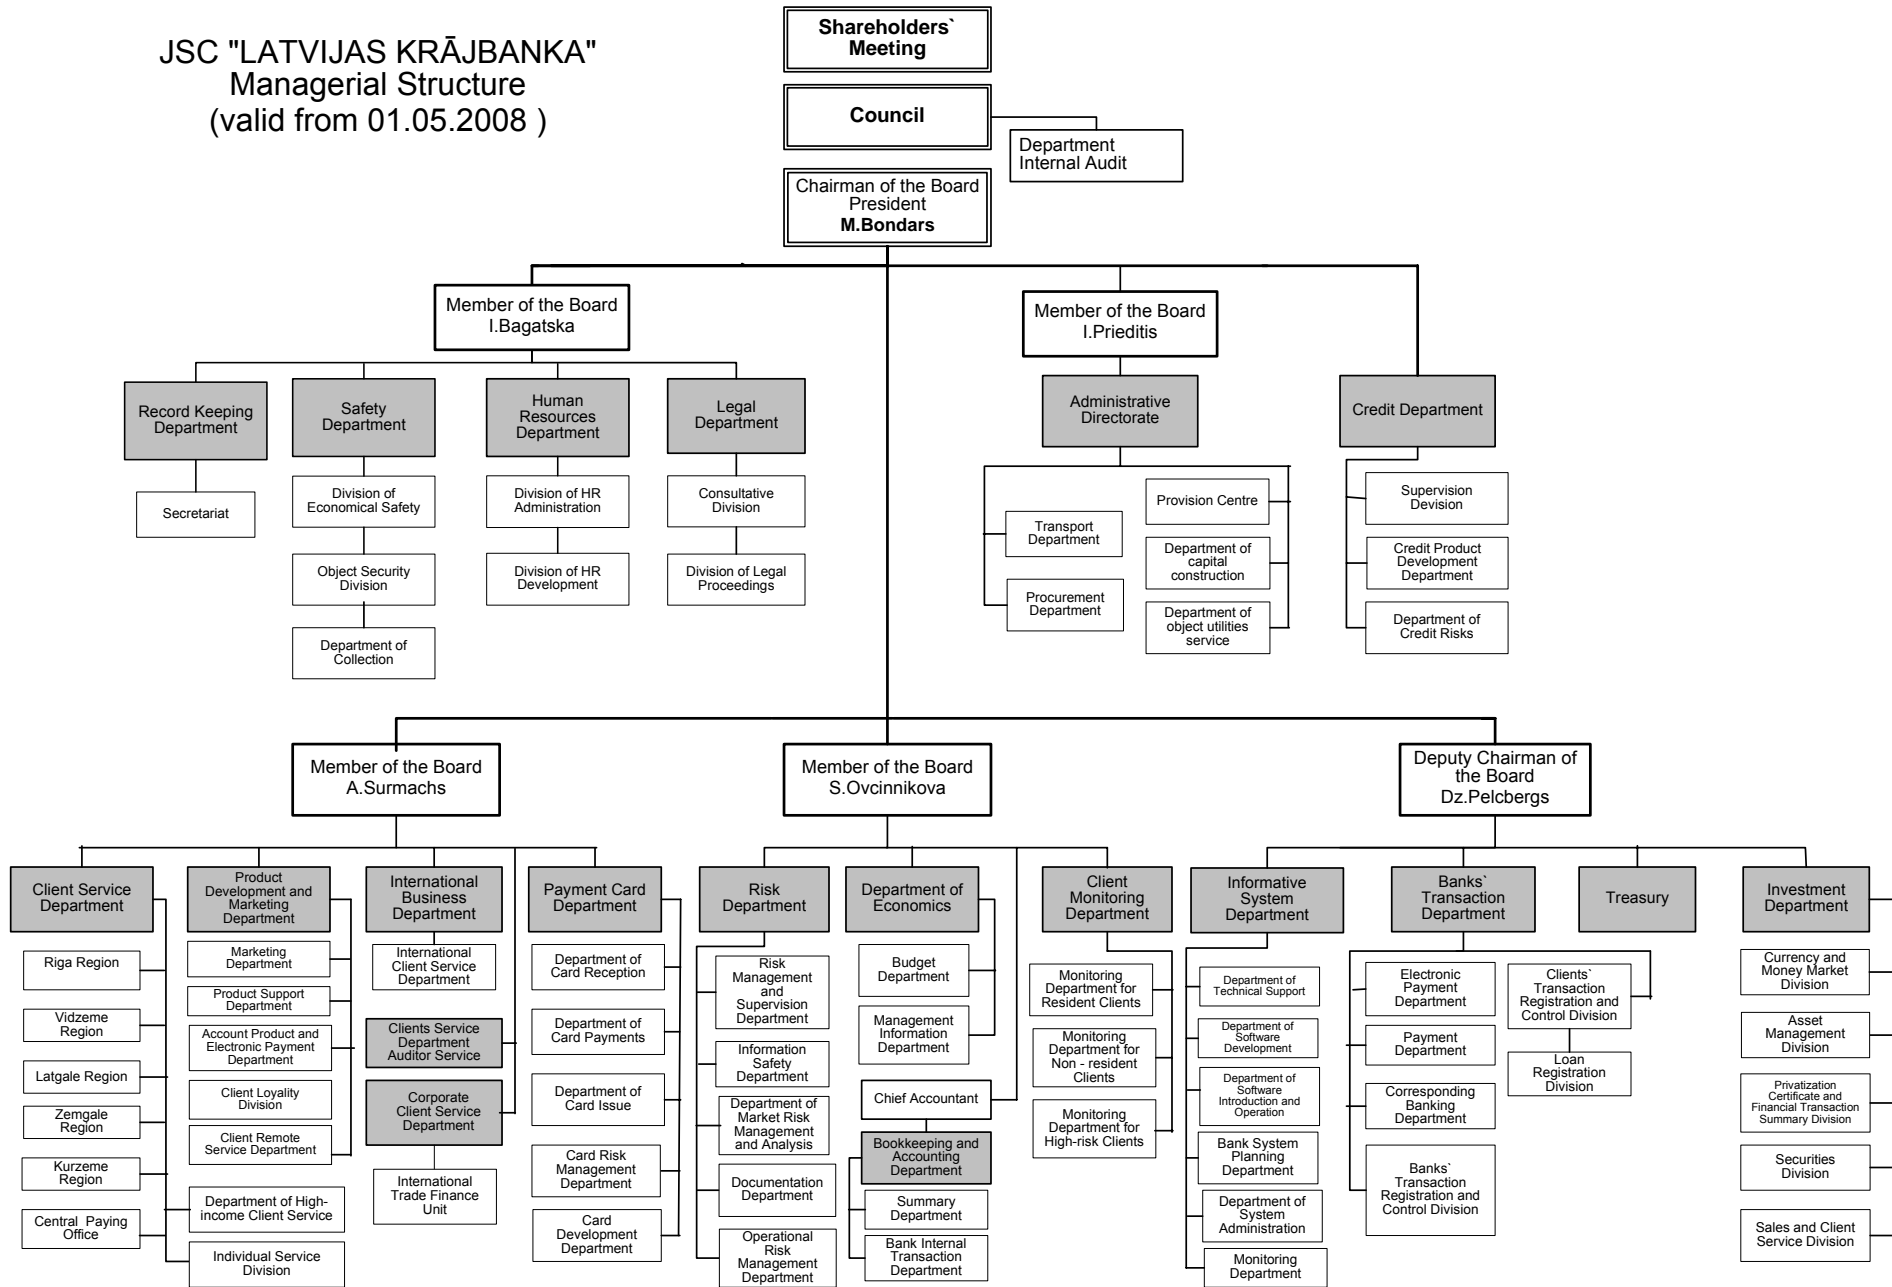 JSC "LATVIJAS KRĀJBANKA"
Managerial Structure
(valid from 01.05.2008 )
Shareholders`
Meeting
Council
Department
Internal Audit
Chairman of the Board
President
M.Bondars
Member of the Board
I.Bagatska
Member of the Board
I.Prieditis
Record Keeping
Department
Safety
Department
Human
Resources
Department
Legal
Department
Administrative
Directorate
Credit Department
Secretariat
Division of
Economical Safety
Object Security
Division
Department of
Collection
Division of HR
Administration
Division of HR
Development
Consultative
Division
Division of Legal
Proceedings
Transport
Department
Procurement
Department
Provision Centre
Department of
capital
construction
Department of
object utilities
service
Supervision
Devision
Credit Product
Development
Department
Department of
Credit Risks
Member of the Board
A.Surmachs
Member of the Board
S.Ovcinnikova
Deputy Chairman of
the Board
Dz.Pelcbergs
Client Service
Department
Riga Region
Vidzeme
Region
Latgale Region
Zemgale
Region
Kurzeme
Region
Central  Paying
Office
Department of High-
income Client Service
Individual Service
Division
Product
Development and
Marketing
Department
Marketing
Department
Product Support
Department
Account Product and
Electronic Payment
Department
Client Loyality
Division
Client Remote
Service Department
International
Business
Department
International
Client Service
Department
Clients Service
Department
Auditor Service
Corporate
Client Service
Department
International
Trade Finance
Unit
Payment Card
Department
Department of
Card Reception
Department of
Card Payments
Department of
Card Issue
Card Risk
Management
Department
Card
Development
Department
Risk
Department
Risk
Management
and
Supervision
Department
Information
Safety
Department
Department of
Market Risk
Management
and Analysis
Documentation
Department
Operational
Risk
Management
Department
Department of
Economics
Budget
Department
Management
Information
Department
Chief Accountant
Bookkeeping and
Accounting
Department
Summary
Department
Bank Internal
Transaction
Department
Client
Monitoring
Department
Monitoring
Department for
Resident Clients
Monitoring
Department for
Non - resident
Clients
Monitoring
Department
for High-risk Clients
Informative
System
Department
Department of
Technical Support
Department of
Software
Development
Department of
Software
Introduction and
Operation
Bank System
Planning
Department
Department of
System
Administration
Monitoring
Department
Banks`
Transaction
Department
Electronic
Payment
Department
Payment
Department
Corresponding
Banking
Department
Banks`
Transaction
Registration and
Control Division
Clients`
Transaction
Registration and
Control Division
Loan
Registration
Division
Treasury
Investment
Department
Currency and
Money Market
Division
Asset
Management
Division
Privatization
Certificate and
Financial Transaction
Summary Division
Securities
Division
Sales and Client
Service Division